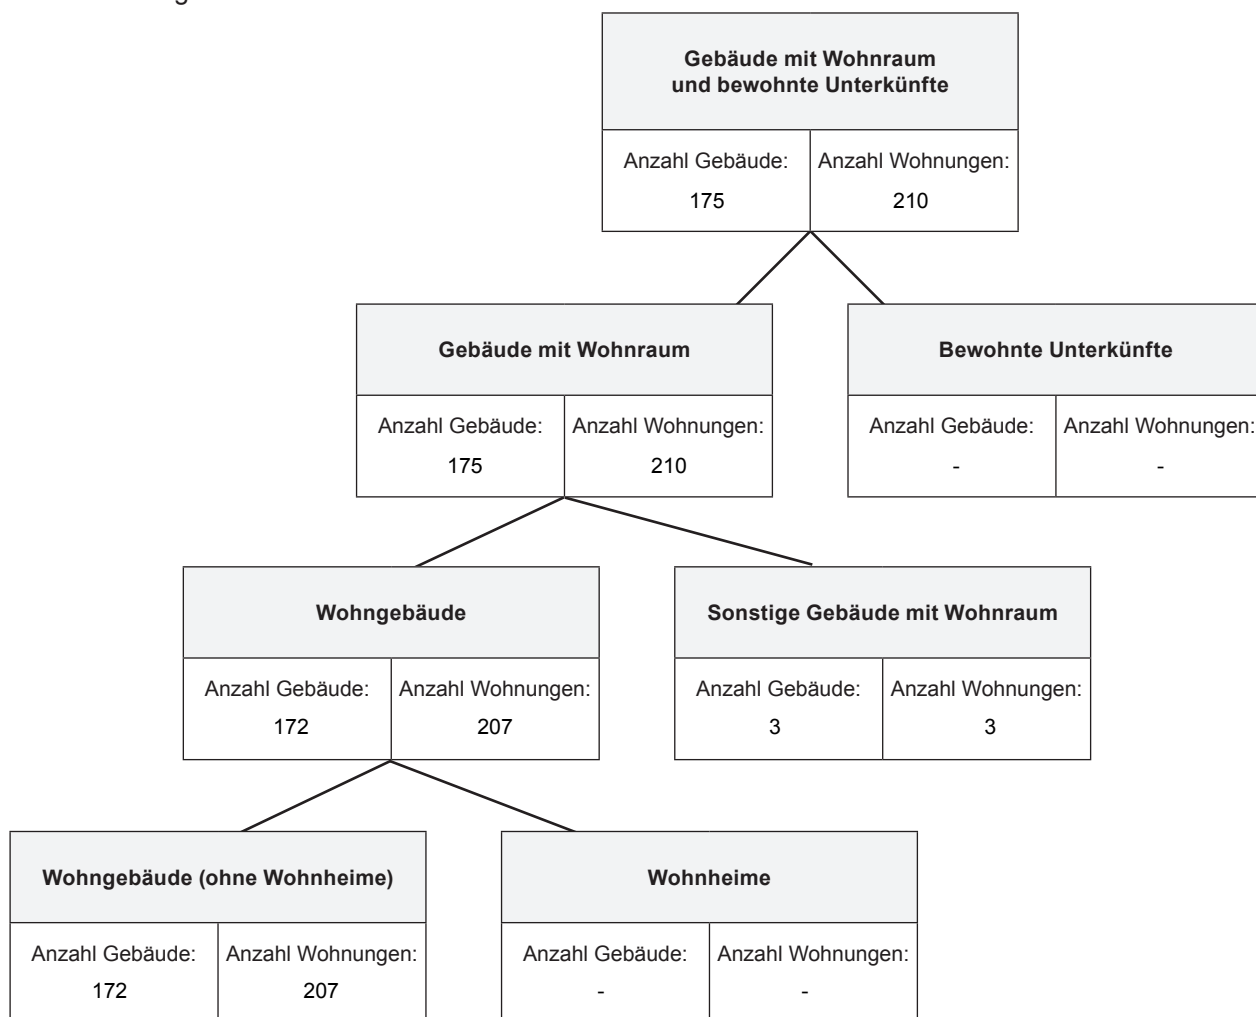 Gebäude mit Wohnraum
und bewohnte Unterkünfte
Anzahl Gebäude: Anzahl Wohnungen:
175 210
Gebäude mit Wohnraum
Bewohnte Unterkünfte
Anzahl Gebäude: Anzahl Wohnungen:
175 210
Anzahl Gebäude: Anzahl Wohnungen:
- -
Wohngebäude
Sonstige Gebäude mit Wohnraum
Anzahl Gebäude: Anzahl Wohnungen:
172 207
Anzahl Gebäude: Anzahl Wohnungen:
3 3
Wohngebäude (ohne Wohnheime)
Wohnheime
Anzahl Gebäude: Anzahl Wohnungen:
172 207
Anzahl Gebäude: Anzahl Wohnungen:
- -